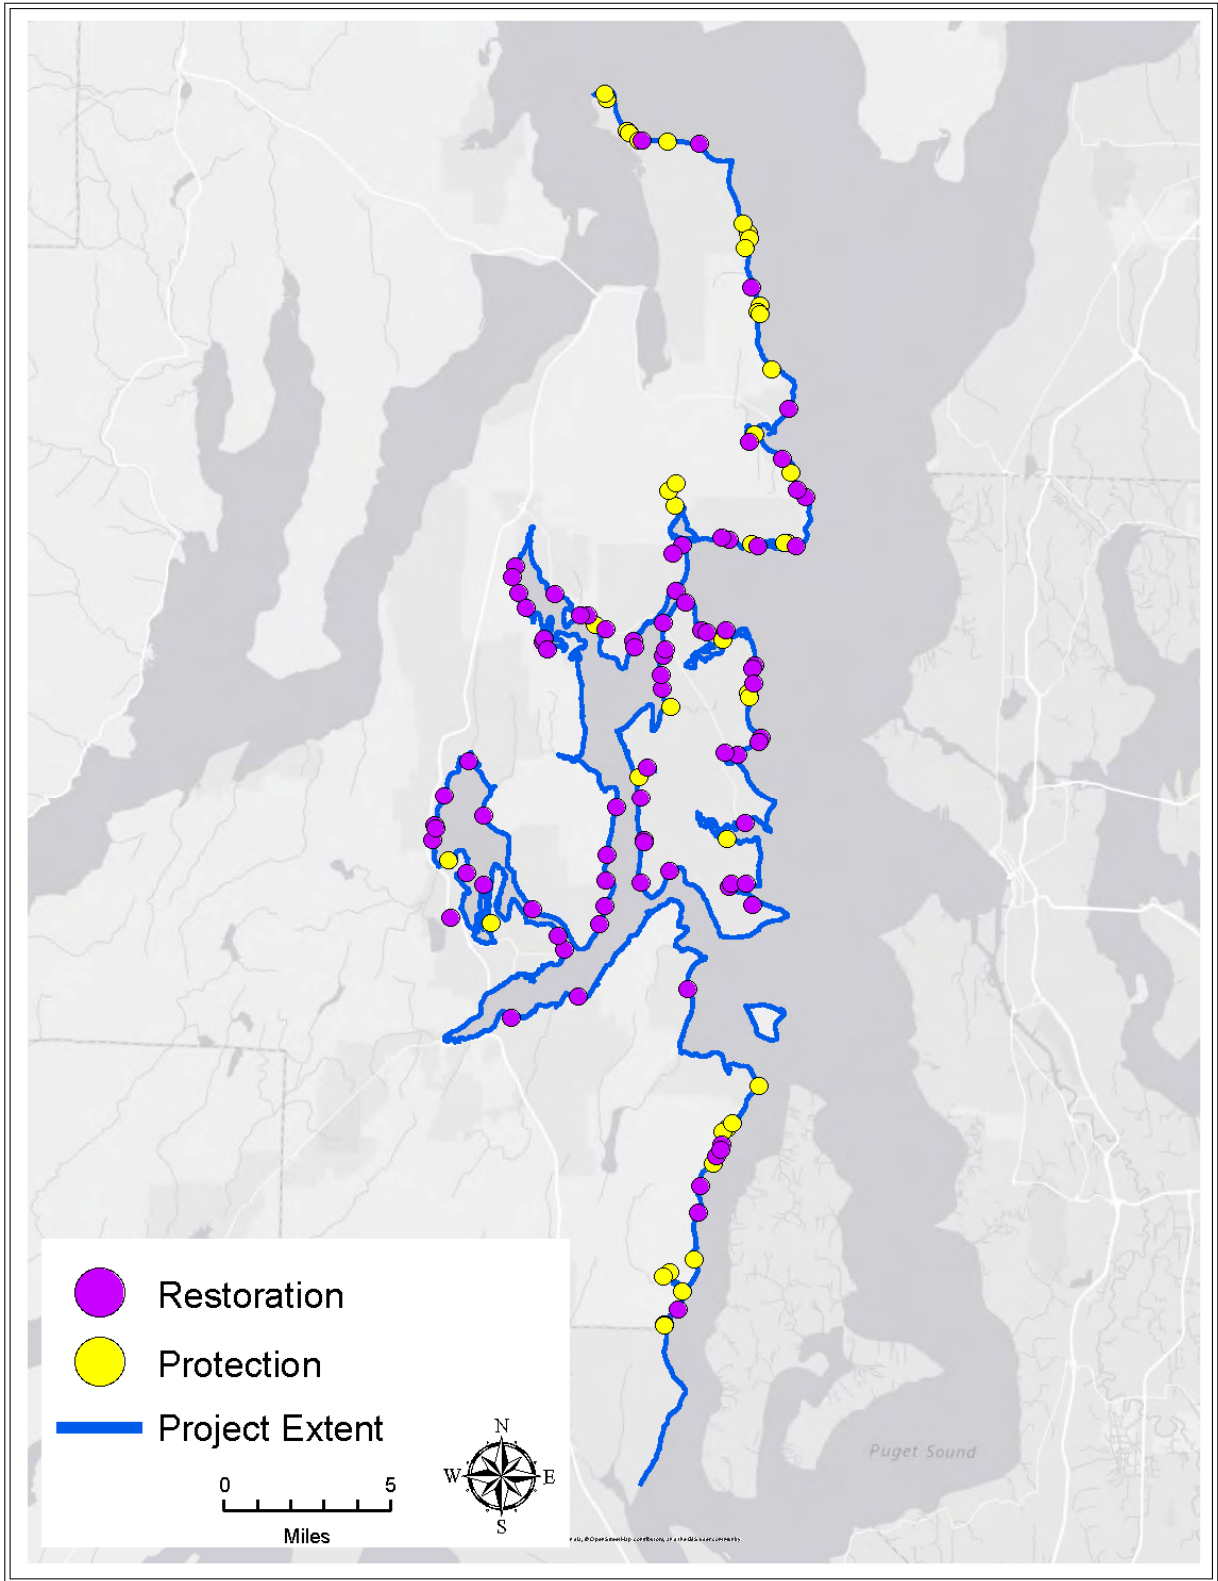 Restoration
Protection
Project Extent
N
W E
S
0 5
Miles
Puget Sound